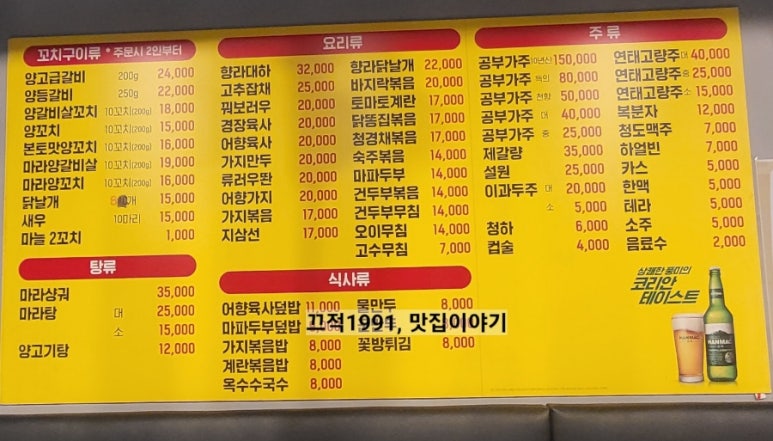 꼬치구이류 * 주문시 2인부터
양고급갈비 200g 24,000
양등갈비 250g 22,000
양갈비살꼬치 10꼬치(200g) 18,000
양꼬치 10꼬치(200g) 15,000
본토맛양꼬치 10꼬치(200g) 16,000
마라양갈비살 10꼬치(200g) 19,000
마라양꼬치 10꼬치(200g) 16,000
닭날개 개 15,000
새우 10마리 15,000
마늘 2꼬치 1,000
탕류
마라샹궈 35,000
마라탕 대 25,000
소 15,000
양고기탕 12,000
요리류
향라대하 32,000
고추잡채 25,000
꿔보러우 20,000
경장육사 20,000
어향육사 20,000
가지만두 20,000
류러우퐌 20,000
어향가지 20,000
가지볶음 17,000
지삼선 17,000
향라닭날개 22,000
바지락볶음 20,000
토마토계란 17,000
닭똥집볶음 17,000
청경채볶음 17,000
숙주볶음 14,000
마파두부 14,000
건두부볶음 14,000
건두부무침 14,000
오이무침 14,000
고수무침 7,000
식사류
어향육사덮밥 11,000
마파두부덮밥
가지볶음밥 8,000
계란볶음밥 8,000
옥수수국수 8,000
물만두 8,000
꽃방튀김 8,000
주류
공부가주 10년산 150,000
공부가주 특인 80,000
공부가주 천향 50,000
공부가주 대 40,000
공부가주 중 25,000
제갈량 35,000
설원 25,000
이과두주 대 20,000
소 5,000
청하 6,000
컵술 4,000
연태고량주 대 40,000
연태고량주 중 25,000
연태고량주 소 15,000
복분자 12,000
청도맥주 7,000
하얼빈 7,000
카스 5,000
한맥 5,000
테라 5,000
소주 5,000
음료수 2,000
상쾌한 풍미의
코리안
테이스트
HANMAC
HANMAC
끄적1991, 맛집이야기